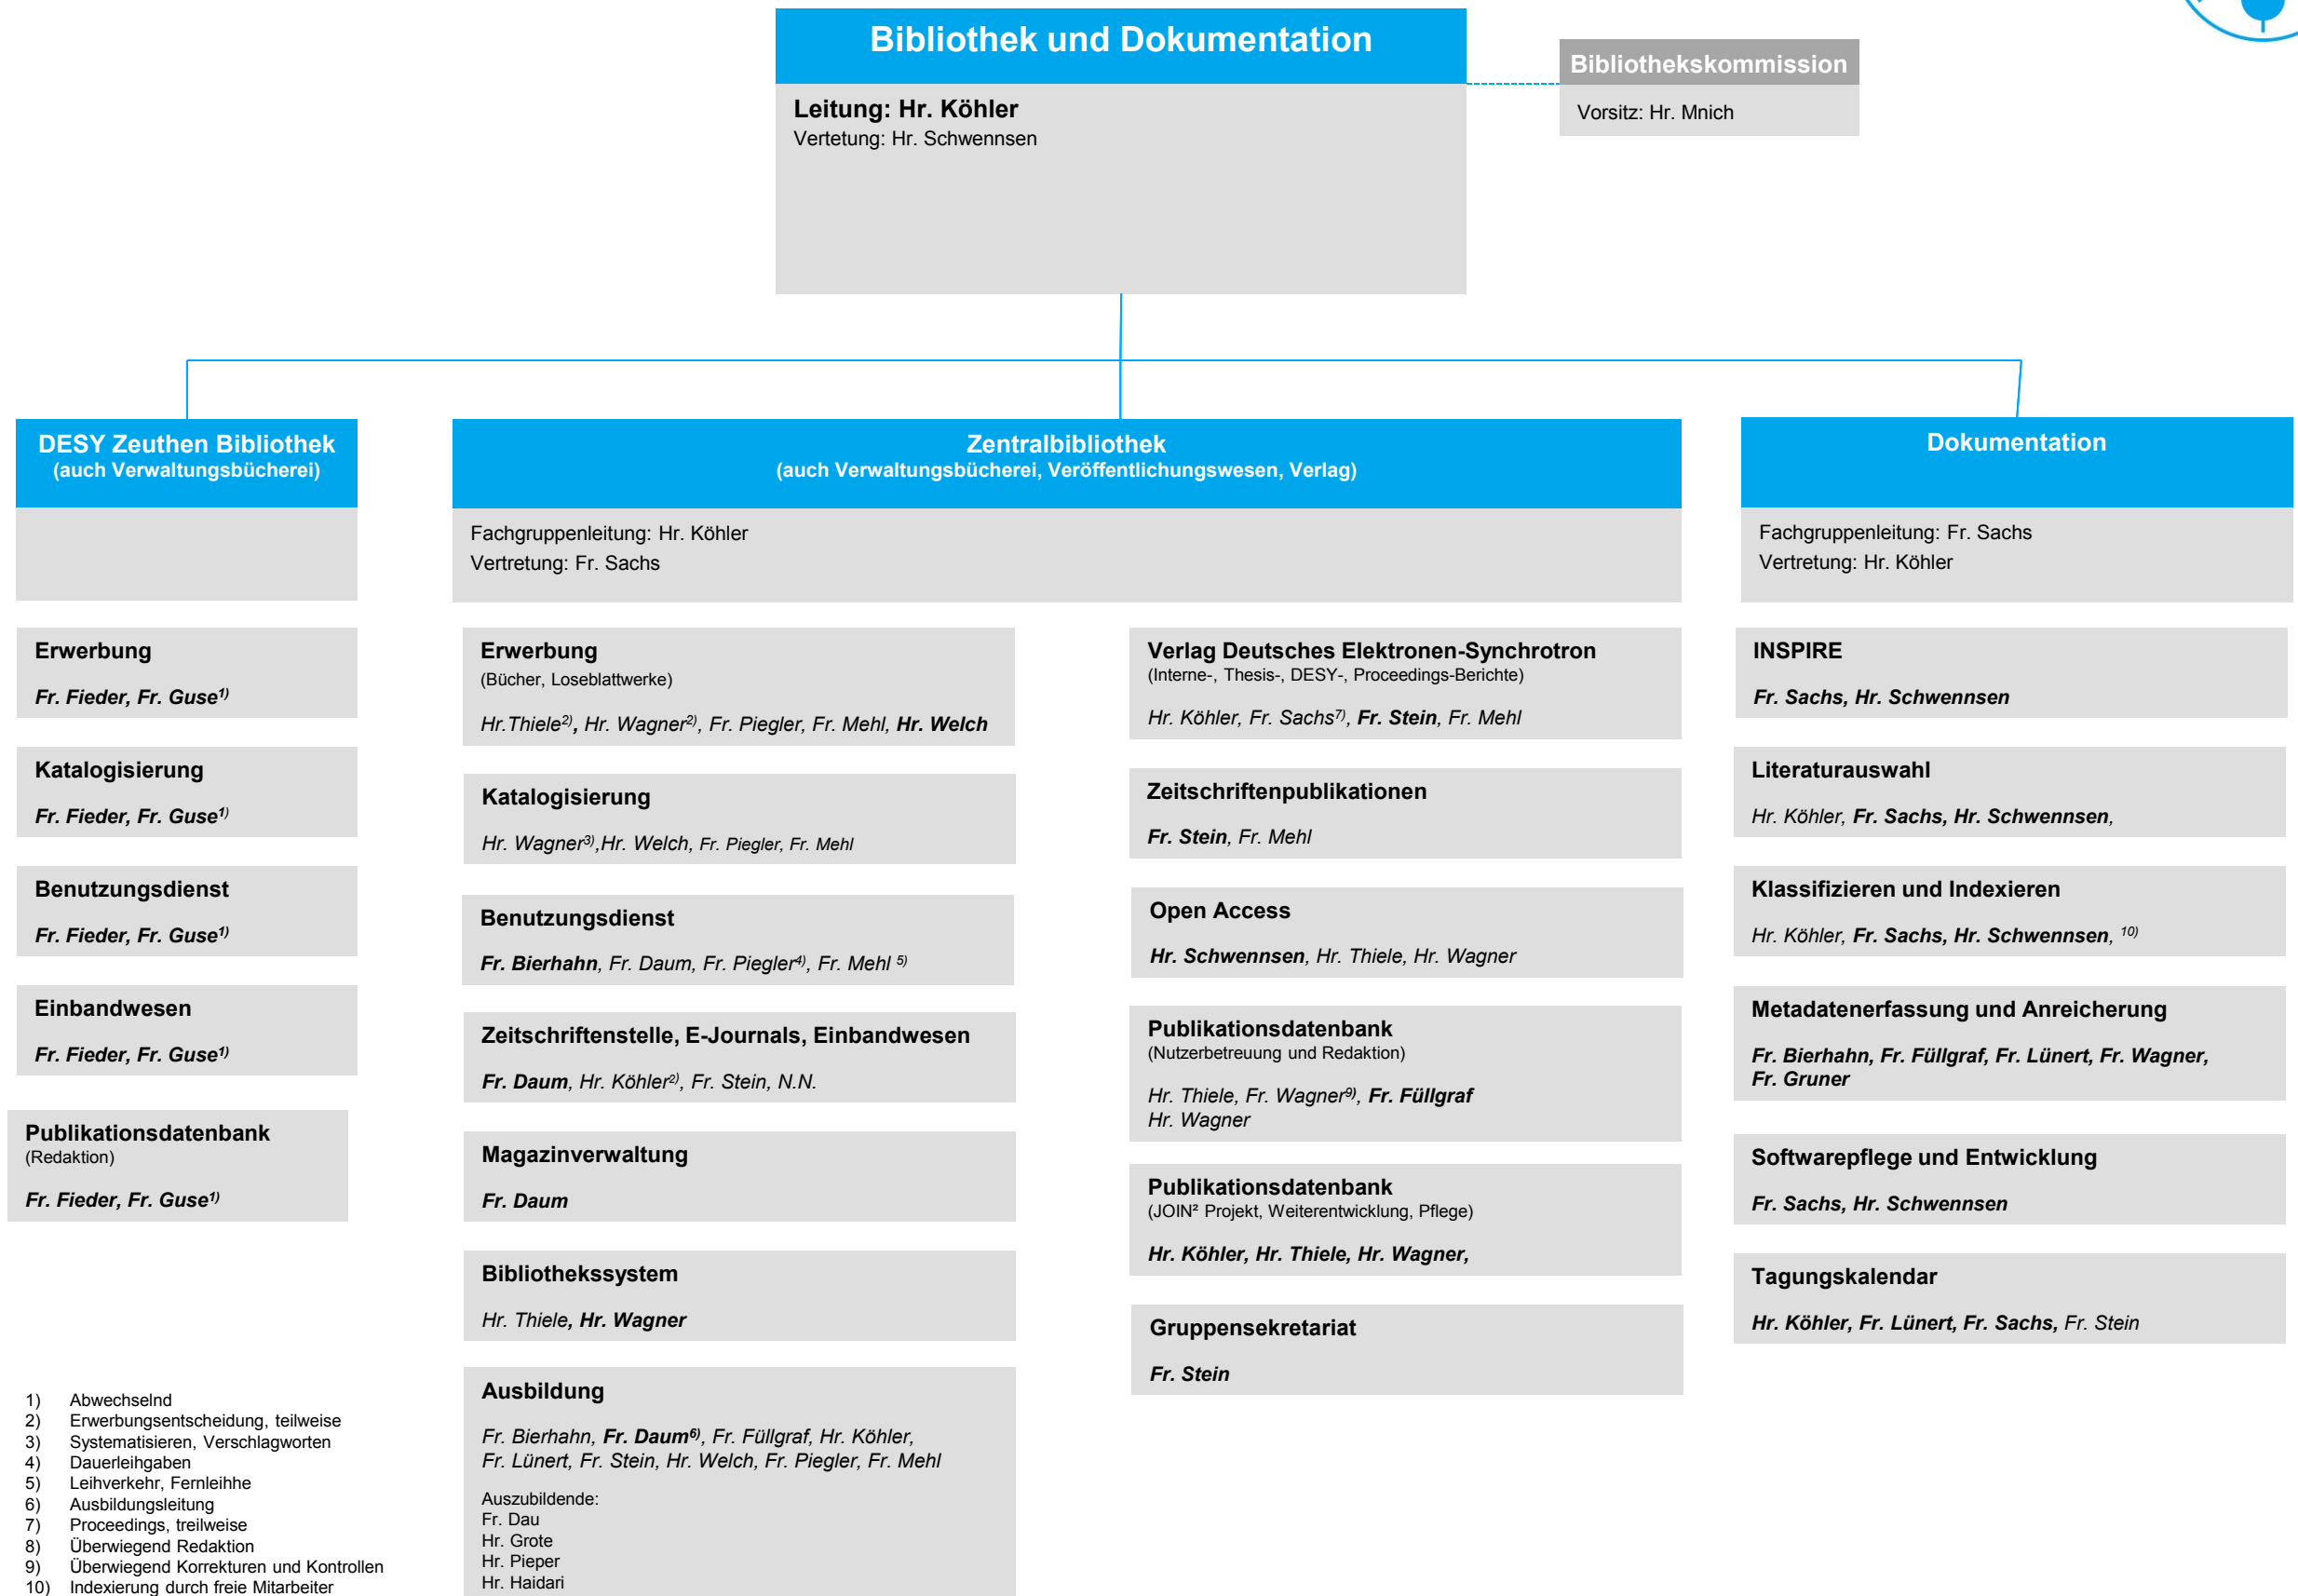 Bibliothek und Dokumentation
Leitung: Hr. Köhler
Vertetung: Hr. Schwennsen
Bibliothekskommission
Vorsitz: Hr. Mnich
DESY Zeuthen Bibliothek
(auch Verwaltungsbücherei)
Erwerbung
Fr. Fieder, Fr. Guse1)
Katalogisierung
Fr. Fieder, Fr. Guse1)
Benutzungsdienst
Fr. Fieder, Fr. Guse1)
Einbandwesen
Fr. Fieder, Fr. Guse1)
Publikationsdatenbank
(Redaktion)
Fr. Fieder, Fr. Guse1)
Zentralbibliothek
(auch Verwaltungsbücherei, Veröffentlichungswesen, Verlag)
Fachgruppenleitung: Hr. Köhler
Vertretung: Fr. Sachs
Erwerbung
(Bücher, Loseblattwerke)
Hr.Thiele2), Hr. Wagner2), Fr. Piegler, Fr. Mehl, Hr. Welch
Katalogisierung
Hr. Wagner3),Hr. Welch, Fr. Piegler, Fr. Mehl
Benutzungsdienst
Fr. Bierhahn, Fr. Daum, Fr. Piegler4), Fr. Mehl 5)
Zeitschriftenstelle, E-Journals, Einbandwesen
Fr. Daum, Hr. Köhler2), Fr. Stein, N.N.
Magazinverwaltung
Fr. Daum
Bibliothekssystem
Hr. Thiele, Hr. Wagner
Ausbildung
Fr. Bierhahn, Fr. Daum6), Fr. Füllgraf, Hr. Köhler,
Fr. Lünert, Fr. Stein, Hr. Welch, Fr. Piegler, Fr. Mehl
Auszubildende:
Fr. Dau
Hr. Grote
Hr. Pieper
Hr. Haidari
Verlag Deutsches Elektronen-Synchrotron
(Interne-, Thesis-, DESY-, Proceedings-Berichte)
Hr. Köhler, Fr. Sachs7), Fr. Stein, Fr. Mehl
Zeitschriftenpublikationen
Fr. Stein, Fr. Mehl
Open Access
Hr. Schwennsen, Hr. Thiele, Hr. Wagner
Publikationsdatenbank
(Nutzerbetreuung und Redaktion)
Hr. Thiele, Fr. Wagner9), Fr. Füllgraf
Hr. Wagner
Publikationsdatenbank
(JOIN² Projekt, Weiterentwicklung, Pflege)
Hr. Köhler, Hr. Thiele, Hr. Wagner,
Gruppensekretariat
Fr. Stein
Dokumentation
Fachgruppenleitung: Fr. Sachs
Vertretung: Hr. Köhler
INSPIRE
Fr. Sachs, Hr. Schwennsen
Literaturauswahl
Hr. Köhler, Fr. Sachs, Hr. Schwennsen,
Klassifizieren und Indexieren
Hr. Köhler, Fr. Sachs, Hr. Schwennsen, 10)
Metadatenerfassung und Anreicherung
Fr. Bierhahn, Fr. Füllgraf, Fr. Lünert, Fr. Wagner,
Fr. Gruner
Softwarepflege und Entwicklung
Fr. Sachs, Hr. Schwennsen
Tagungskalendar
Hr. Köhler, Fr. Lünert, Fr. Sachs, Fr. Stein
1) Abwechselnd
2) Erwerbungsentscheidung, teilweise
3) Systematisieren, Verschlagworten
4) Dauerleihgaben
5) Leihverkehr, Fernleihhe
6) Ausbildungsleitung
7) Proceedings, treilweise
8) Überwiegend Redaktion
9) Überwiegend Korrekturen und Kontrollen
10) Indexierung durch freie Mitarbeiter